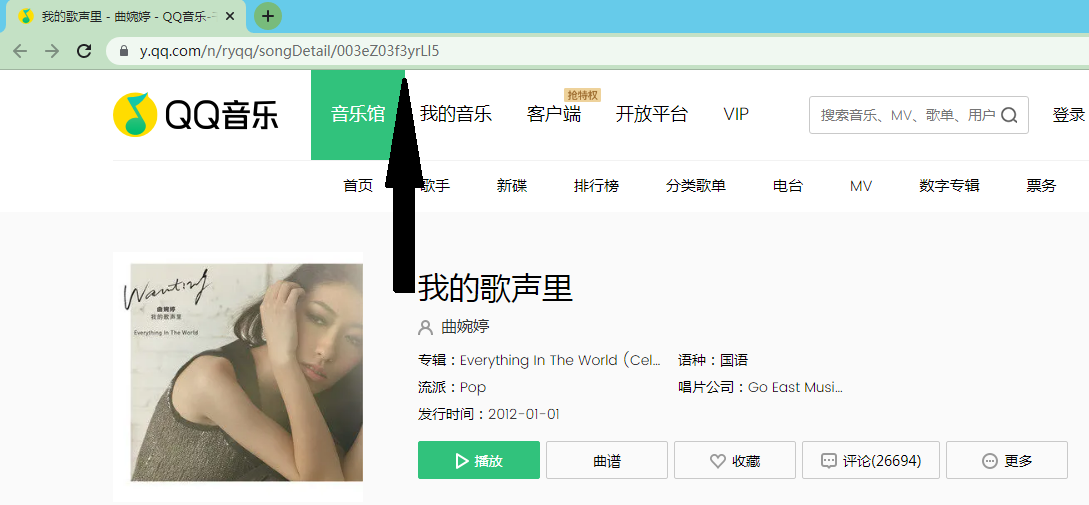 我的歌声里 - 曲婉婷 - QQ音乐-
y.qq.com/n/ryqq/songDetail/003eZ03f3yrLl5
抢特权
QQ音乐 音乐馆 我的音乐 客户端 开放平台 VIP 搜索音乐、MV、歌单、用户 登录
首页 歌手 新碟 排行榜 分类歌单 电台 MV 数字专辑 票务
Wanting
曲婉婷
我的歌声里
Everything In The World
我的歌声里
曲婉婷
专辑：Everything In The World (Cel... 语种：国语
流派：Pop 唱片公司：Go East Musi...
发行时间：2012-01-01
播放 曲谱 收藏 评论(26694) 更多